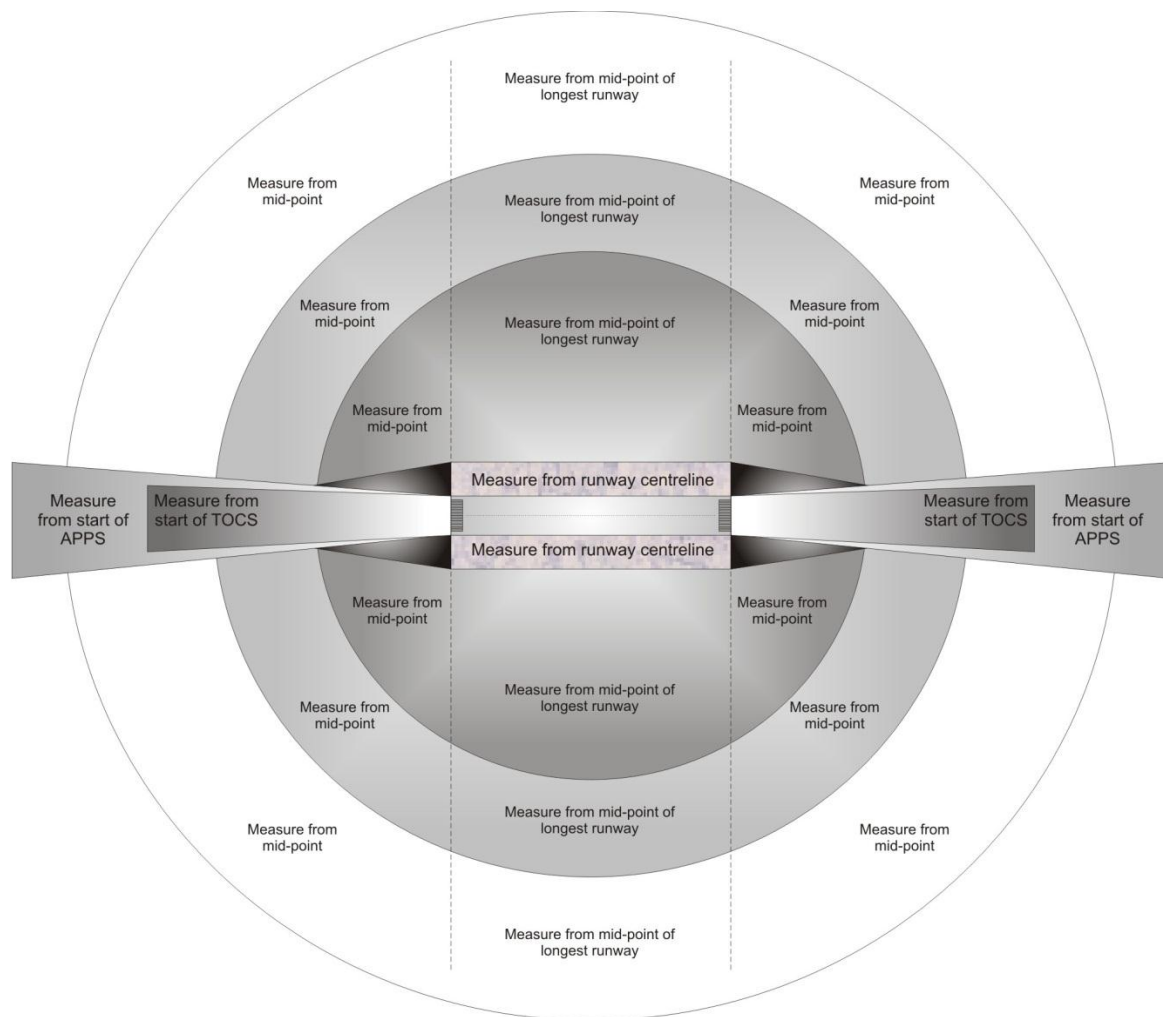 Measure from mid-point of
longest runway
Measure from
mid-point
Measure from
mid-point
Measure from mid-point of
longest runway
Measure from
mid-point
Measure from
mid-point
Measure from mid-point of
longest runway
Measure from
mid-point
Measure from
mid-point
Measure from runway centreline
Measure
from start of
APPS
Measure from
start of TOCS
Measure from
start of TOCS
Measure
from start of
APPS
Measure from runway centreline
Measure from
mid-point
Measure from
mid-point
Measure from mid-point of
longest runway
Measure from
mid-point
Measure from
mid-point
Measure from mid-point of
longest runway
Measure from
mid-point
Measure from
mid-point
Measure from mid-point of
longest runway